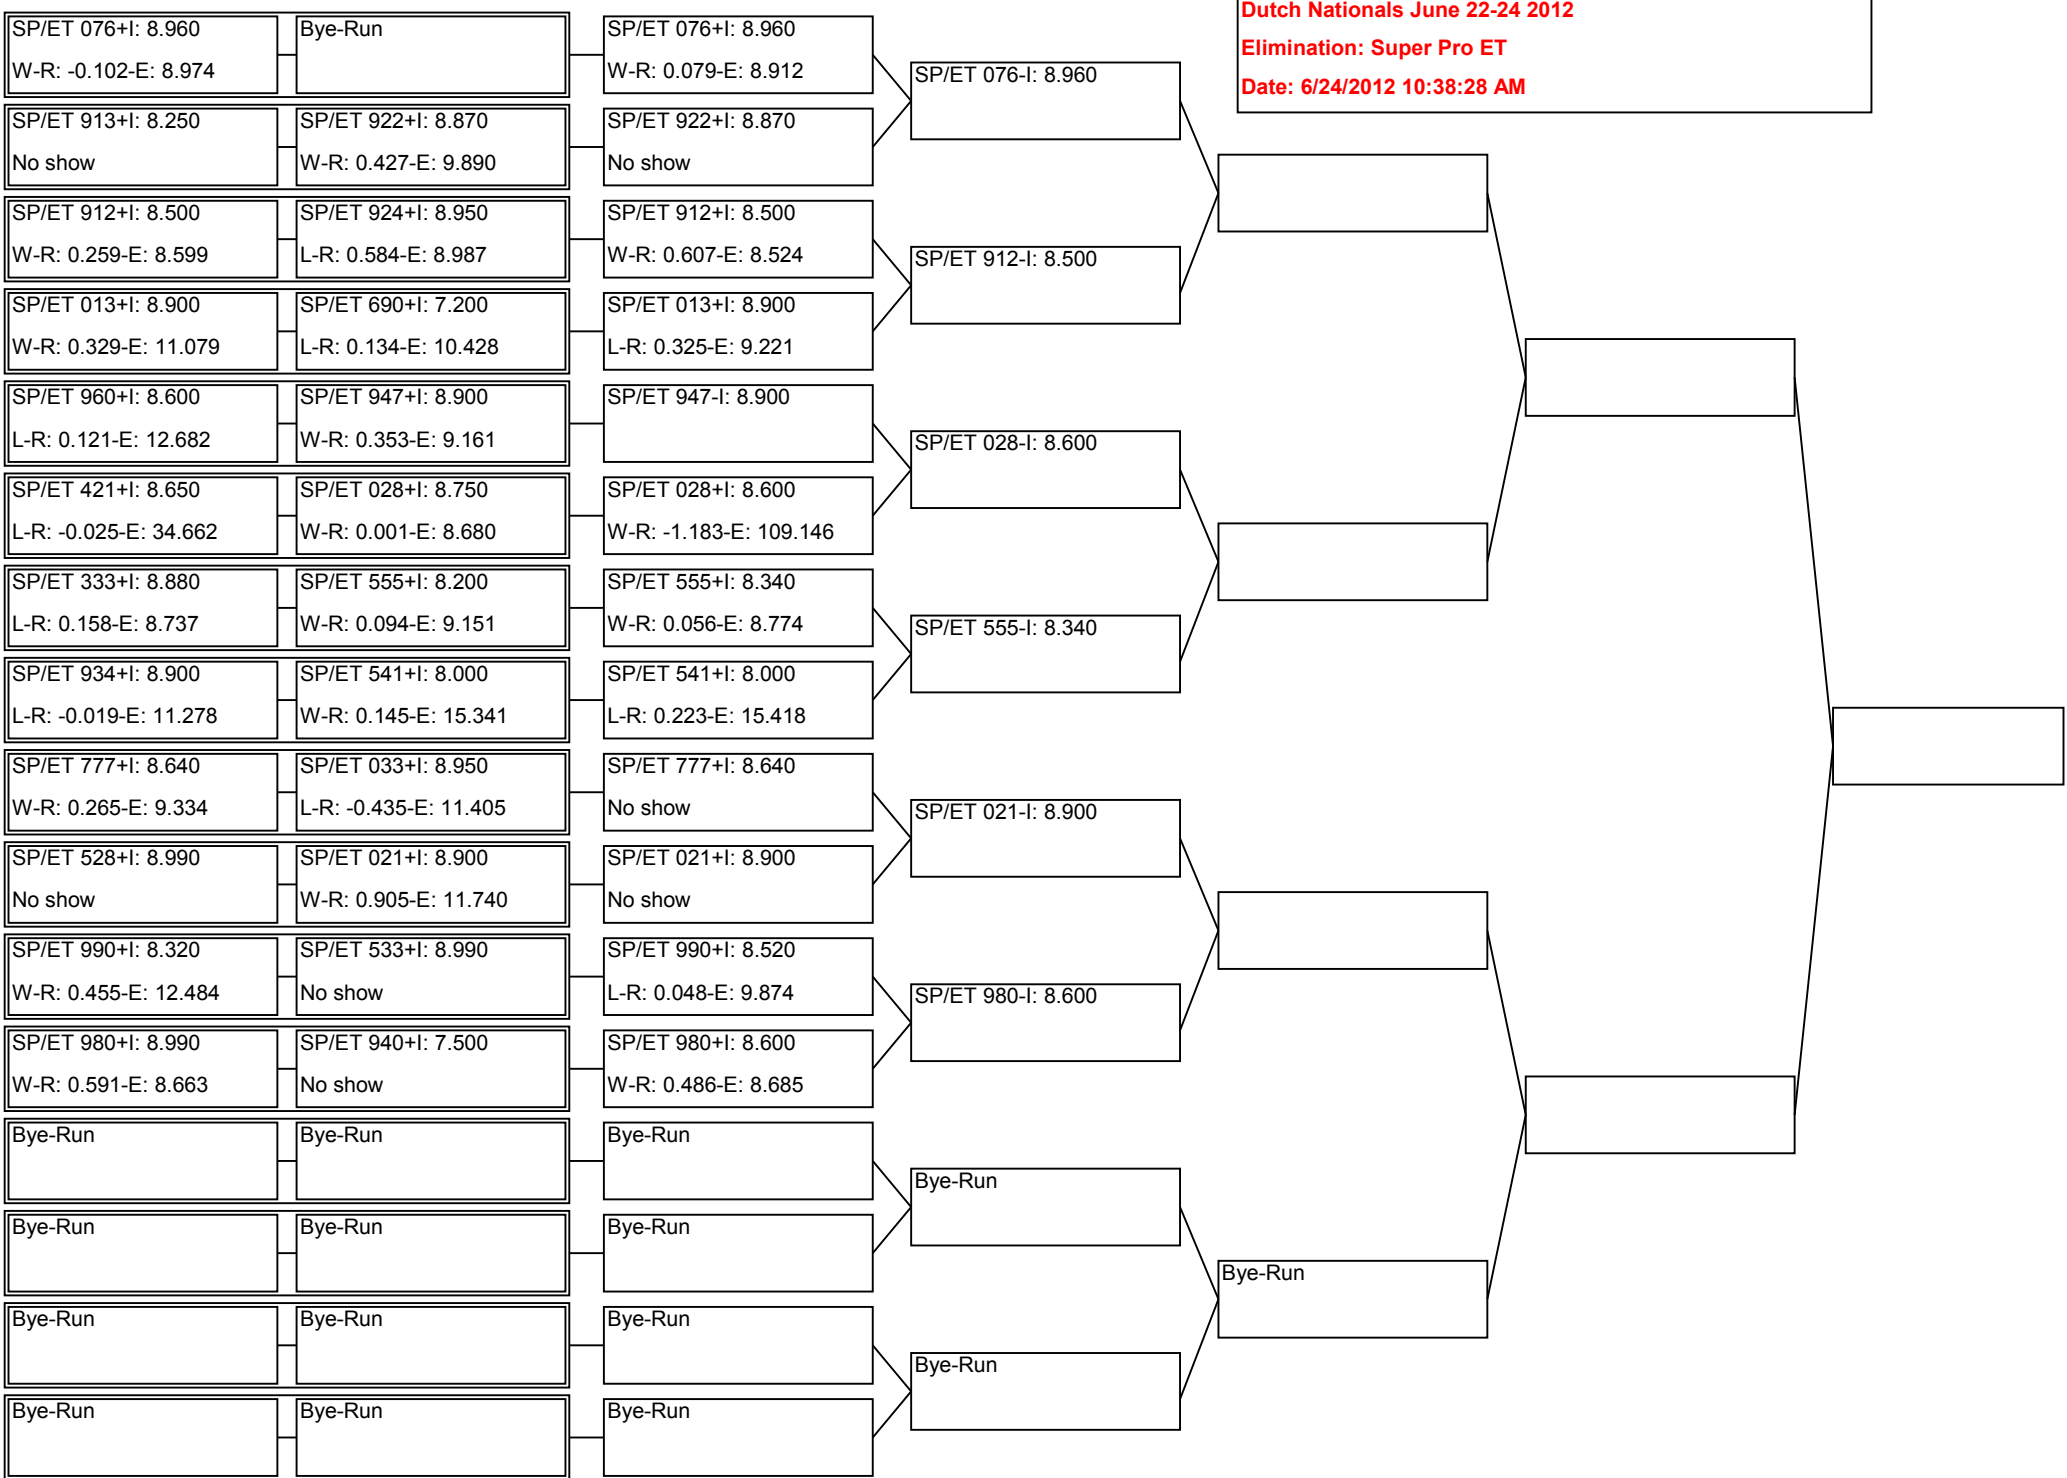 Dutch Nationals June 22-24 2012
Elimination: Super Pro ET
Date: 6/24/2012 10:38:28 AM
SP/ET 076+I: 8.960
W-R: -0.102-E: 8.974
Bye-Run
SP/ET 913+I: 8.250
No show
SP/ET 922+I: 8.870
W-R: 0.427-E: 9.890
SP/ET 912+I: 8.500
W-R: 0.259-E: 8.599
SP/ET 924+I: 8.950
L-R: 0.584-E: 8.987
SP/ET 013+I: 8.900
W-R: 0.329-E: 11.079
SP/ET 690+I: 7.200
L-R: 0.134-E: 10.428
SP/ET 960+I: 8.600
L-R: 0.121-E: 12.682
SP/ET 947+I: 8.900
W-R: 0.353-E: 9.161
SP/ET 421+I: 8.650
L-R: -0.025-E: 34.662
SP/ET 028+I: 8.750
W-R: 0.001-E: 8.680
SP/ET 333+I: 8.880
L-R: 0.158-E: 8.737
SP/ET 555+I: 8.200
W-R: 0.094-E: 9.151
SP/ET 934+I: 8.900
L-R: -0.019-E: 11.278
SP/ET 541+I: 8.000
W-R: 0.145-E: 15.341
SP/ET 777+I: 8.640
W-R: 0.265-E: 9.334
SP/ET 033+I: 8.950
L-R: -0.435-E: 11.405
SP/ET 528+I: 8.990
No show
SP/ET 021+I: 8.900
W-R: 0.905-E: 11.740
SP/ET 990+I: 8.320
W-R: 0.455-E: 12.484
SP/ET 533+I: 8.990
No show
SP/ET 980+I: 8.990
W-R: 0.591-E: 8.663
SP/ET 940+I: 7.500
No show
Bye-Run
Bye-Run
Bye-Run
Bye-Run
Bye-Run
Bye-Run
Bye-Run
Bye-Run
SP/ET 076+I: 8.960
W-R: 0.079-E: 8.912
SP/ET 922+I: 8.870
No show
SP/ET 912+I: 8.500
W-R: 0.607-E: 8.524
SP/ET 013+I: 8.900
L-R: 0.325-E: 9.221
SP/ET 947-I: 8.900
SP/ET 028+I: 8.600
W-R: -1.183-E: 109.146
SP/ET 555+I: 8.340
W-R: 0.056-E: 8.774
SP/ET 541+I: 8.000
L-R: 0.223-E: 15.418
SP/ET 777+I: 8.640
No show
SP/ET 021+I: 8.900
No show
SP/ET 990+I: 8.520
L-R: 0.048-E: 9.874
SP/ET 980+I: 8.600
W-R: 0.486-E: 8.685
Bye-Run
Bye-Run
Bye-Run
Bye-Run
SP/ET 076-I: 8.960
SP/ET 912-I: 8.500
SP/ET 028-I: 8.600
SP/ET 555-I: 8.340
SP/ET 021-I: 8.900
SP/ET 980-I: 8.600
Bye-Run
Bye-Run
Bye-Run